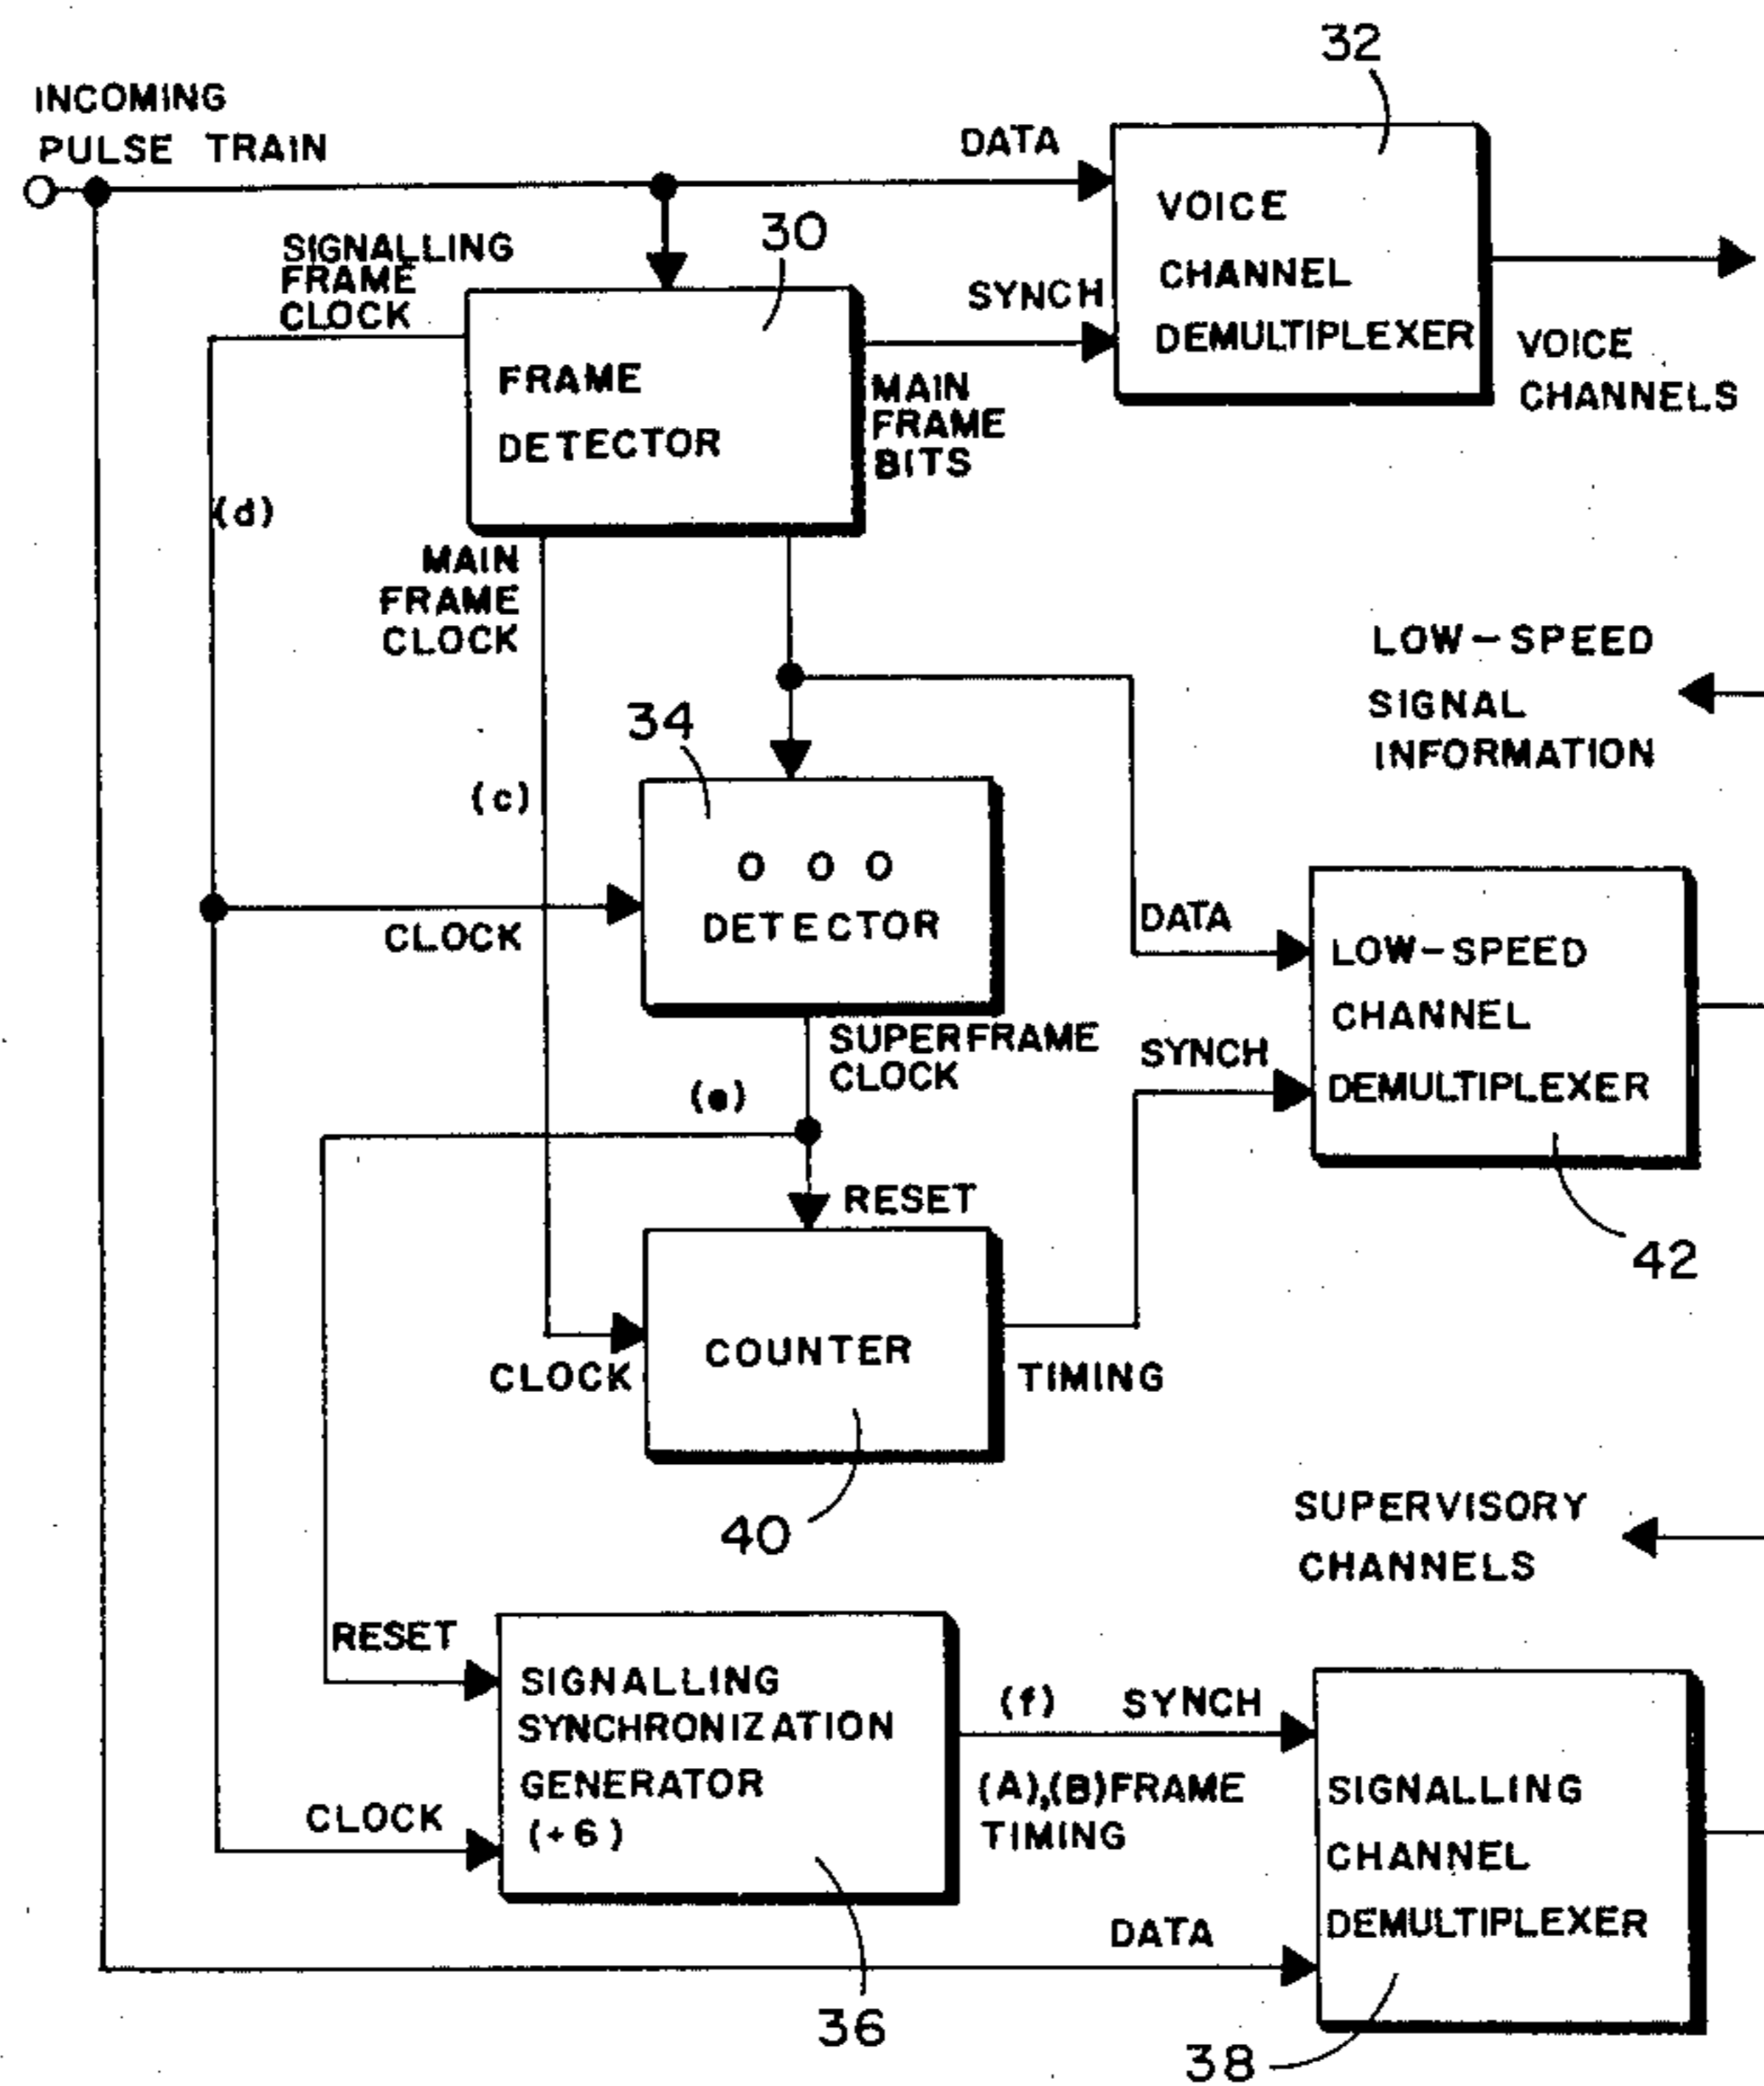 32
INCOMING
PULSE TRAIN
DATA
30
SIGNALLING
FRAME
CLOCK
VOICE
CHANNEL
DEMULTIPLEXER
SYNCH
VOICE
CHANNELS
FRAME
DETECTOR
MAIN
FRAME
BITS
(d)
MAIN
FRAME
CLOCK
LOW-SPEED
SIGNAL
INFORMATION
34
(c)
0 0 0
DETECTOR
CLOCK
DATA
LOW-SPEED
CHANNEL
DEMULTIPLEXER
SUPERFRAME
CLOCK
SYNCH
(e)
RESET
42
COUNTER
CLOCK
TIMING
40
SUPERVISORY
CHANNELS
RESET
SIGNALLING
SYNCHRONIZATION
GENERATOR
(÷6)
(f) SYNCH
(A),(B)FRAME
TIMING
CLOCK
SIGNALLING
CHANNEL
DEMULTIPLEXER
DATA
36
38